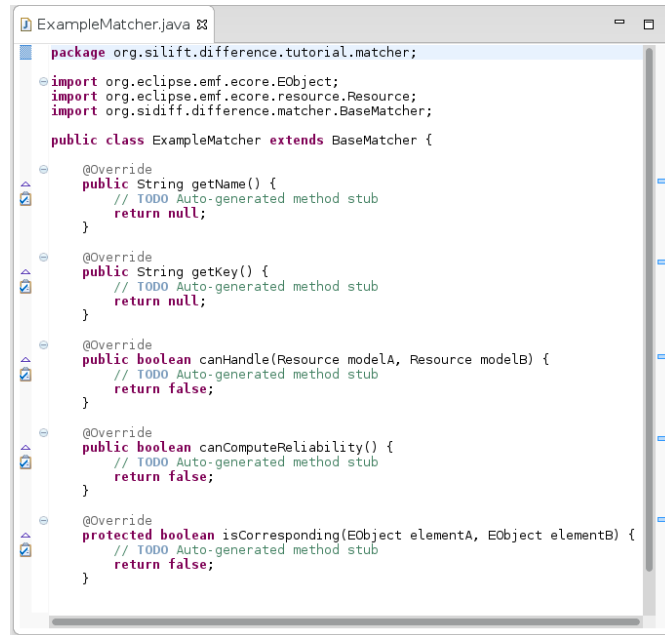 ExampleMatcher.java
package org.silift.difference.tutorial.matcher;
import org.eclipse.emf.ecore.EObject;
import org.eclipse.emf.ecore.resource.Resource;
import org.sidiff.difference.matcher.BaseMatcher;
public class ExampleMatcher extends BaseMatcher {
@Override
public String getName() {
// TODO Auto-generated method stub
return null;
}
@Override
public String getKey() {
// TODO Auto-generated method stub
return null;
}
@Override
public boolean canHandle(Resource modelA, Resource modelB) {
// TODO Auto-generated method stub
return false;
}
@Override
public boolean canComputeReliability() {
// TODO Auto-generated method stub
return false;
}
@Override
protected boolean isCorresponding(EObject elementA, EObject elementB) {
// TODO Auto-generated method stub
return false;
}